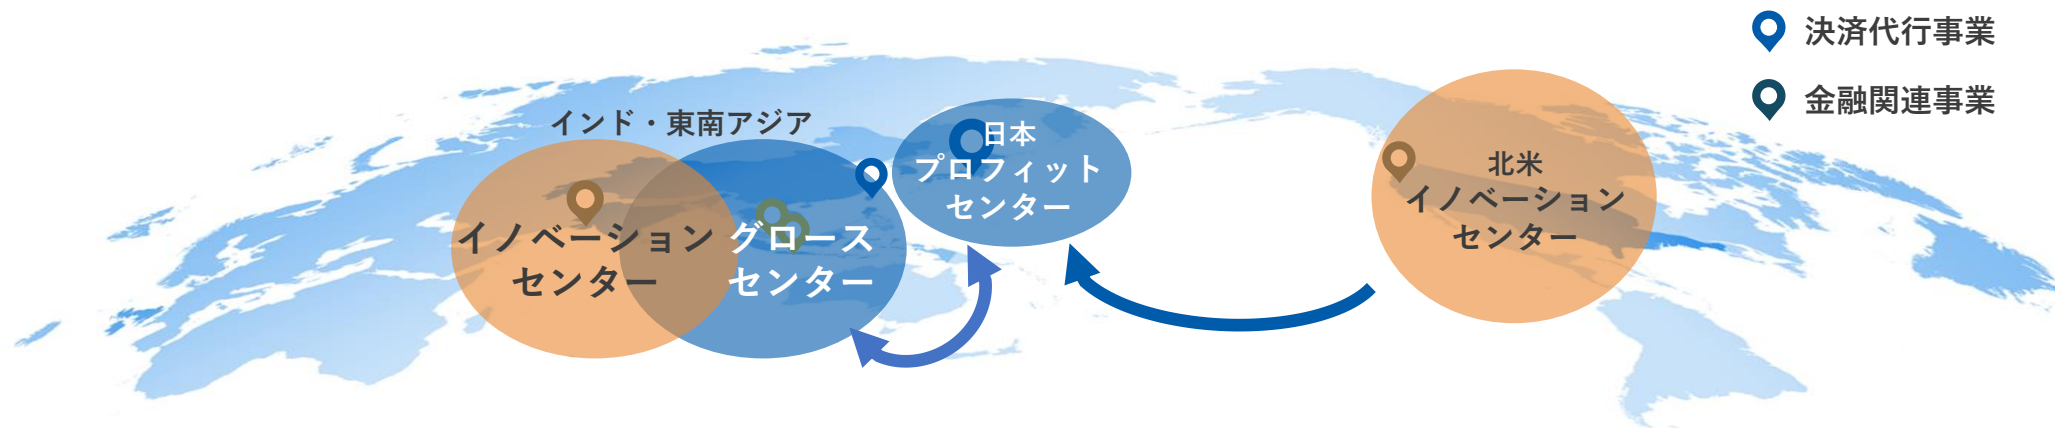 決済代行事業
金融関連事業
インド・東南アジア
イノベーション
センター
グロース
センター
日本
プロフィット
センター
北米
イノベーション
センター